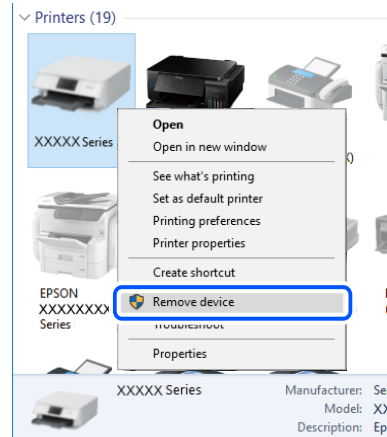 Printers (19)
XXXXX Series
Open
Open in new window
See what's printing
Set as default printer
Printing preferences
Printer properties
Create shortcut
Remove device
Troubleshoot
Properties
EPSON
XXXXXXXX
Series
XXXXX Series
Manufacturer:
Model:
Description: